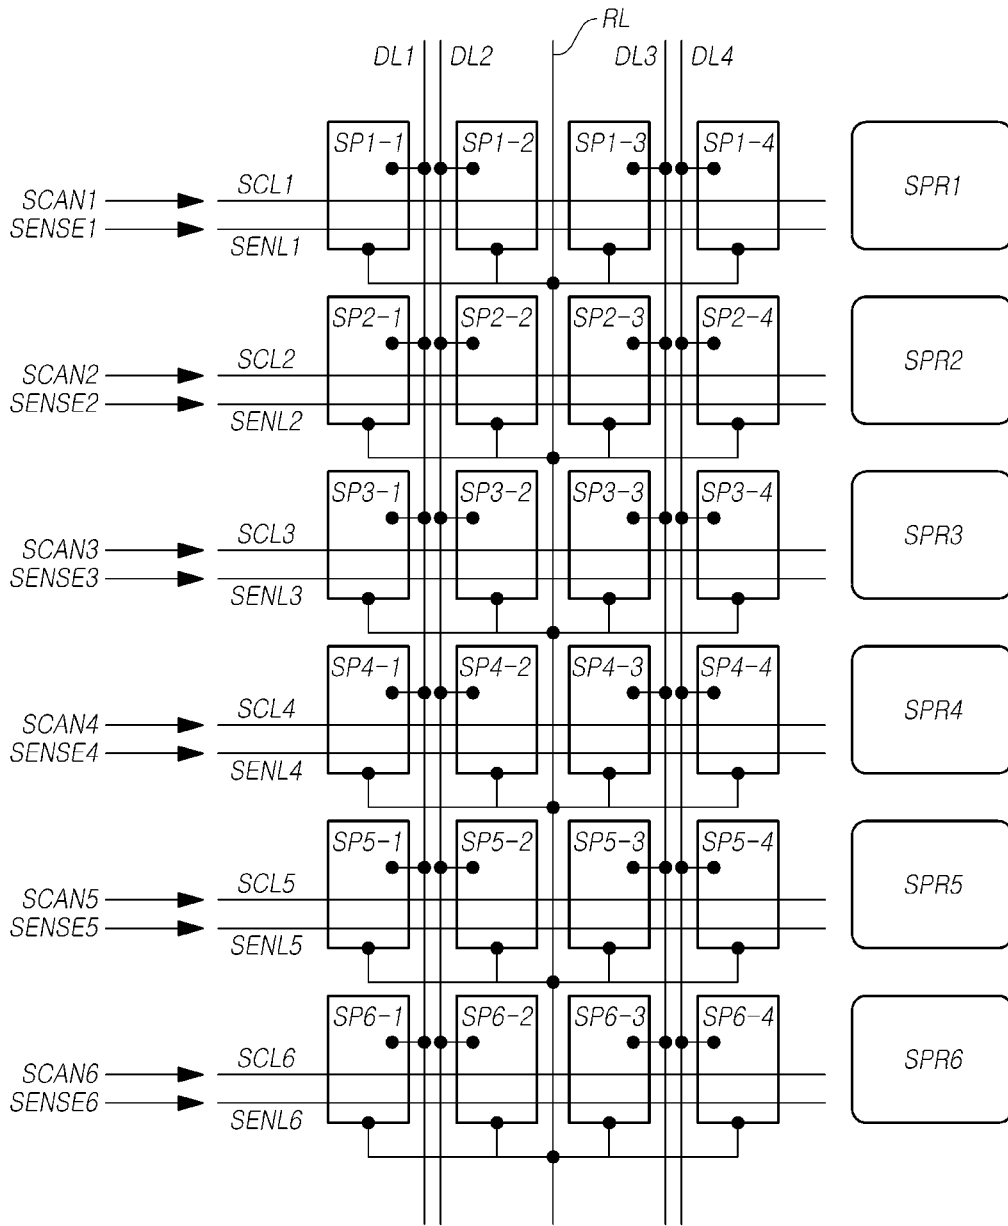 RL
DL1 DL2 DL3 DL4
SP1-1 SP1-2 SP1-3 SP1-4
SCAN1 SCL1 SPR1
SENSE1 SENL1
SP2-1 SP2-2 SP2-3 SP2-4
SCAN2 SCL2 SPR2
SENSE2 SENL2
SP3-1 SP3-2 SP3-3 SP3-4
SCAN3 SCL3 SPR3
SENSE3 SENL3
SP4-1 SP4-2 SP4-3 SP4-4
SCAN4 SCL4 SPR4
SENSE4 SENL4
SP5-1 SP5-2 SP5-3 SP5-4
SCAN5 SCL5 SPR5
SENSE5 SENL5
SP6-1 SP6-2 SP6-3 SP6-4
SCAN6 SCL6 SPR6
SENSE6 SENL6